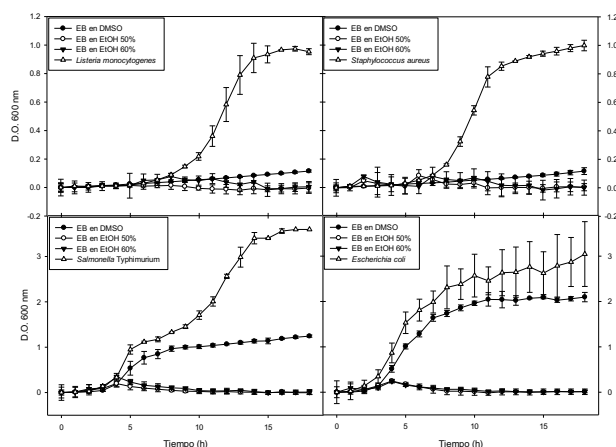 EB en DMSO
EB en EtOH 50%
EB en EtOH 60%
Listeria monocytogenes
EB en DMSO
EB en EtOH 50%
EB en EtOH 60%
Staphylococcus aureus
D.O. 600 nm
1.2
1.0
0.8
0.6
0.4
0.2
0.0
1.2
1.0
0.8
0.6
0.4
0.2
0.0
-0.2
-0.2
EB en DMSO
EB en EtOH 50%
EB en EtOH 60%
Salmonella Typhimurium
EB en DMSO
EB en EtOH 50%
EB en EtOH 60%
Escherichia coli
D.O. 600 nm
3
2
1
0
3
2
1
0
0 5 10 15 0 5 10 15
Tiempo (h) Tiempo (h)